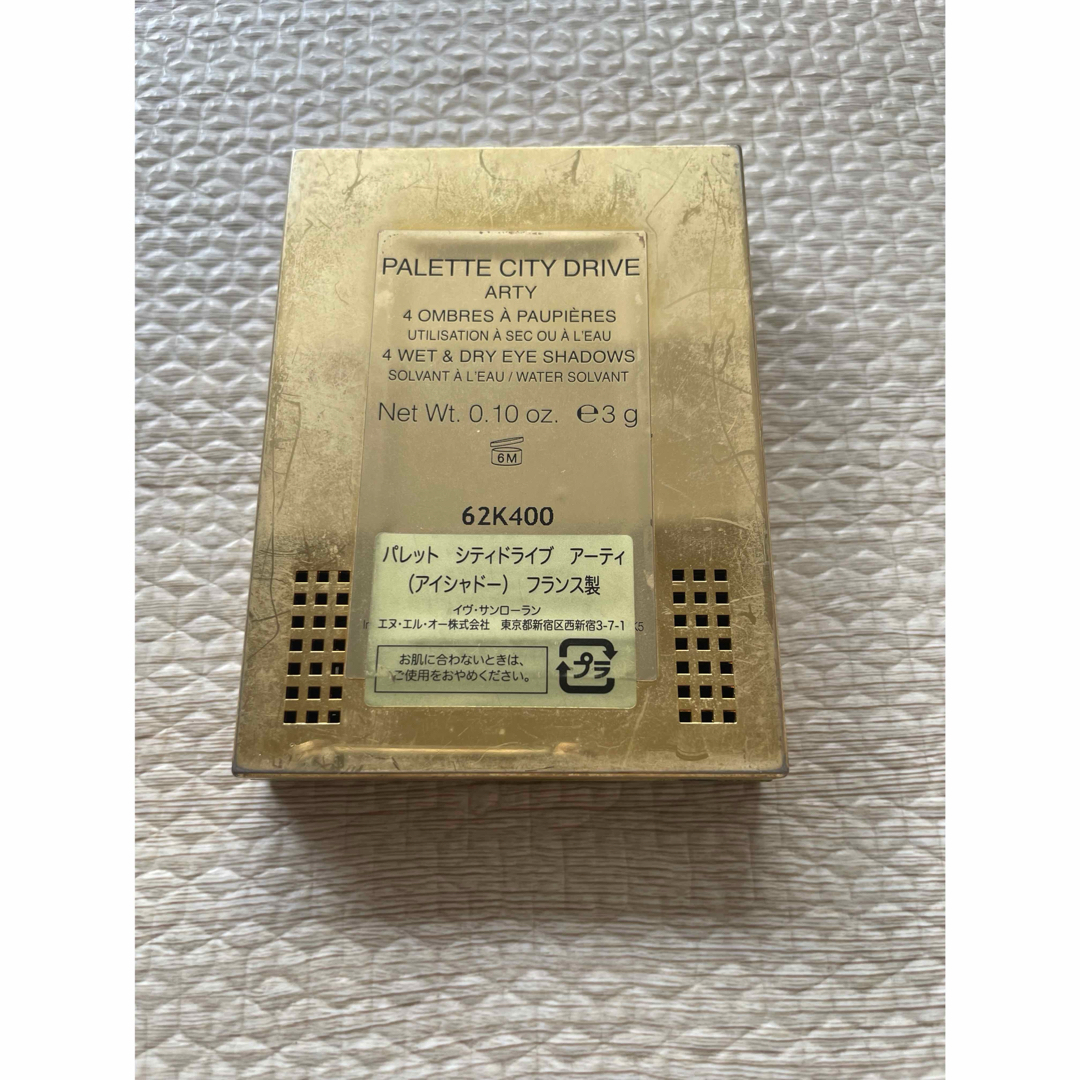 PALETTE CITY DRIVE
ARTY
4 OMBRES À PAUPIÈRES
UTILISATION À SEC OU À L'EAU
4 WET & DRY EYE SHADOWS
SOLVANT À L'EAU / WATER SOLVANT
Net Wt. 0.10 oz. ℮3 g
6M
62K400
パレット シティドライブ アーティ
（アイシャドー） フランス製
イヴ・サンローラン
エヌ・エル・オー株式会社 東京都新宿区西新宿3-7-1
お肌に合わないときは、
ご使用をおやめください。
プラ